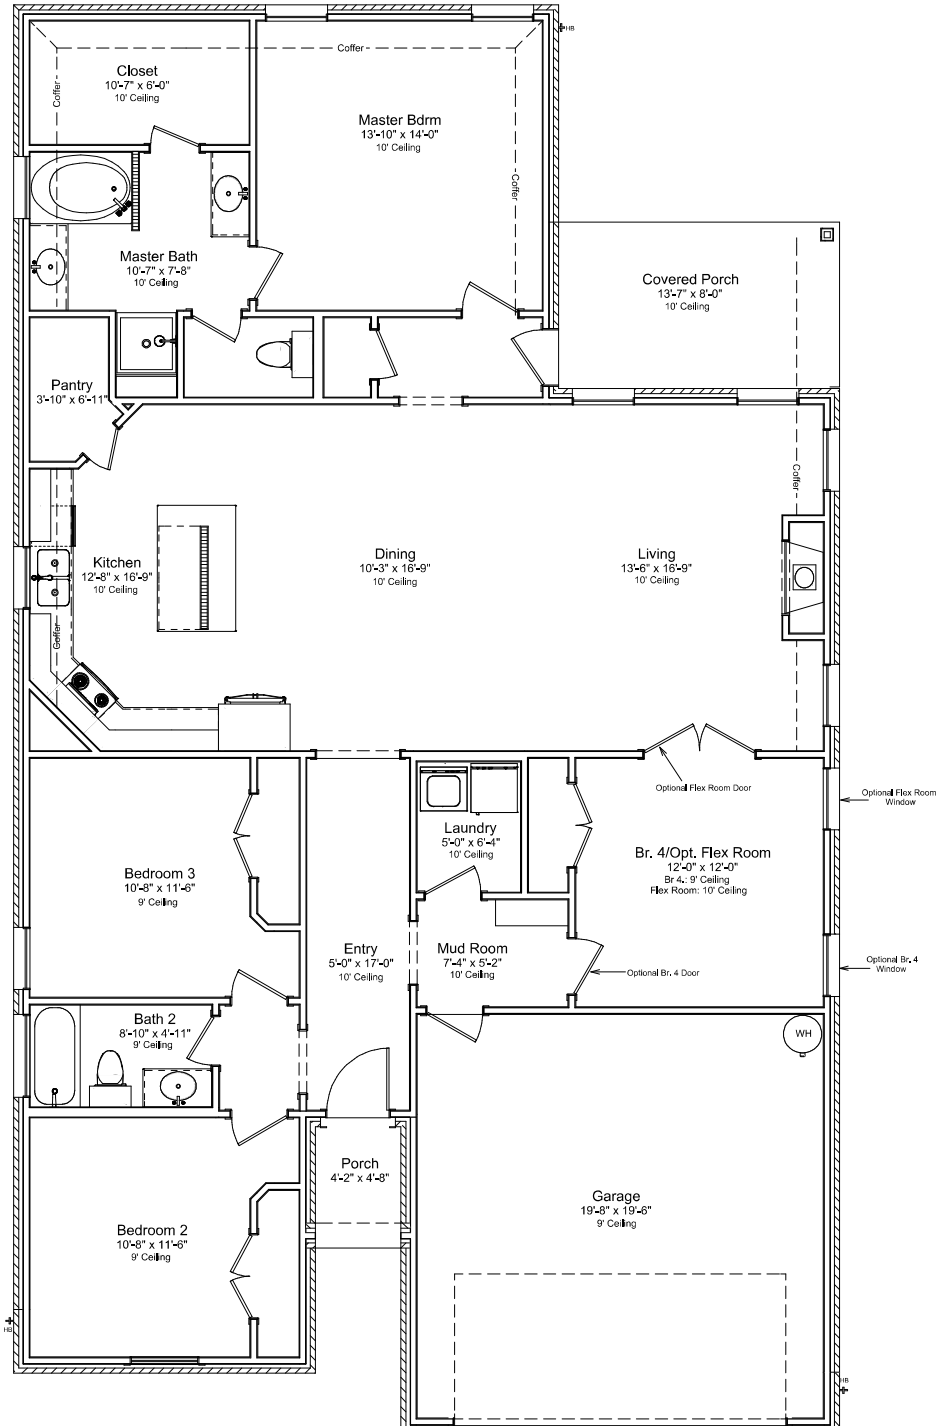 HB
Coffer
Closet
10'-7" x 6'-0"
10' Ceiling
Coffer
Master Bdrm
13'-10" x 14'-0"
10' Ceiling
Coffer
Master Bath
10'-7" x 7'-8"
10' Ceiling
Covered Porch
13'-7" x 8'-0"
10' Ceiling
Pantry
3'-10" x 6'-11"
Coffer
Kitchen
12'-8" x 16'-9"
10' Ceiling
Dining
10'-3" x 16'-9"
10' Ceiling
Living
13'-6" x 16'-9"
10' Ceiling
Coffer
Optional Flex Room Door
Optional Flex Room
Window
Laundry
5'-0" x 6'-4"
10' Ceiling
Br. 4/Opt. Flex Room
12'-0" x 12'-0"
Br 4.: 9' Ceiling
Flex Room: 10' Ceiling
Bedroom 3
10'-8" x 11'-6"
9' Ceiling
Entry
5'-0" x 17'-0"
10' Ceiling
Mud Room
7'-4" x 5'-2"
10' Ceiling
Optional Br. 4 Door
Optional Br. 4
Window
Bath 2
8'-10" x 4'-11"
9' Ceiling
WH
Porch
4'-2" x 4'-8"
Garage
19'-8" x 19'-6"
9' Ceiling
Bedroom 2
10'-8" x 11'-6"
9' Ceiling
HB
HB